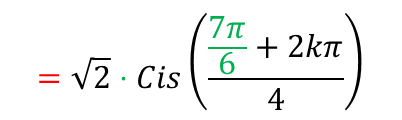 = √2 · Cis ((7π/6 + 2kπ)/4)